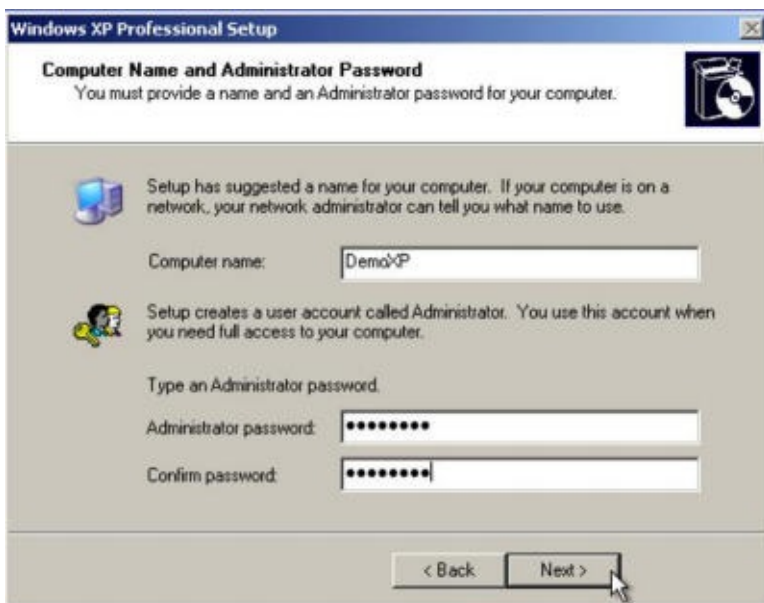 Windows XP Professional Setup
Computer Name and Administrator Password
You must provide a name and an Administrator password for your computer.
Setup has suggested a name for your computer. If your computer is on a
network, your network administrator can tell you what name to use.
Computer name: DemoXP
Setup creates a user account called Administrator. You use this account when
you need full access to your computer.
Type an Administrator password.
Administrator password: ••••••••
Confirm password: ••••••••
< Back Next >